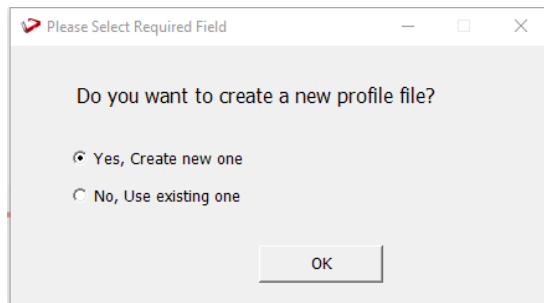 Please Select Required Field
Do you want to create a new profile file?
Yes, Create new one
No, Use existing one
OK